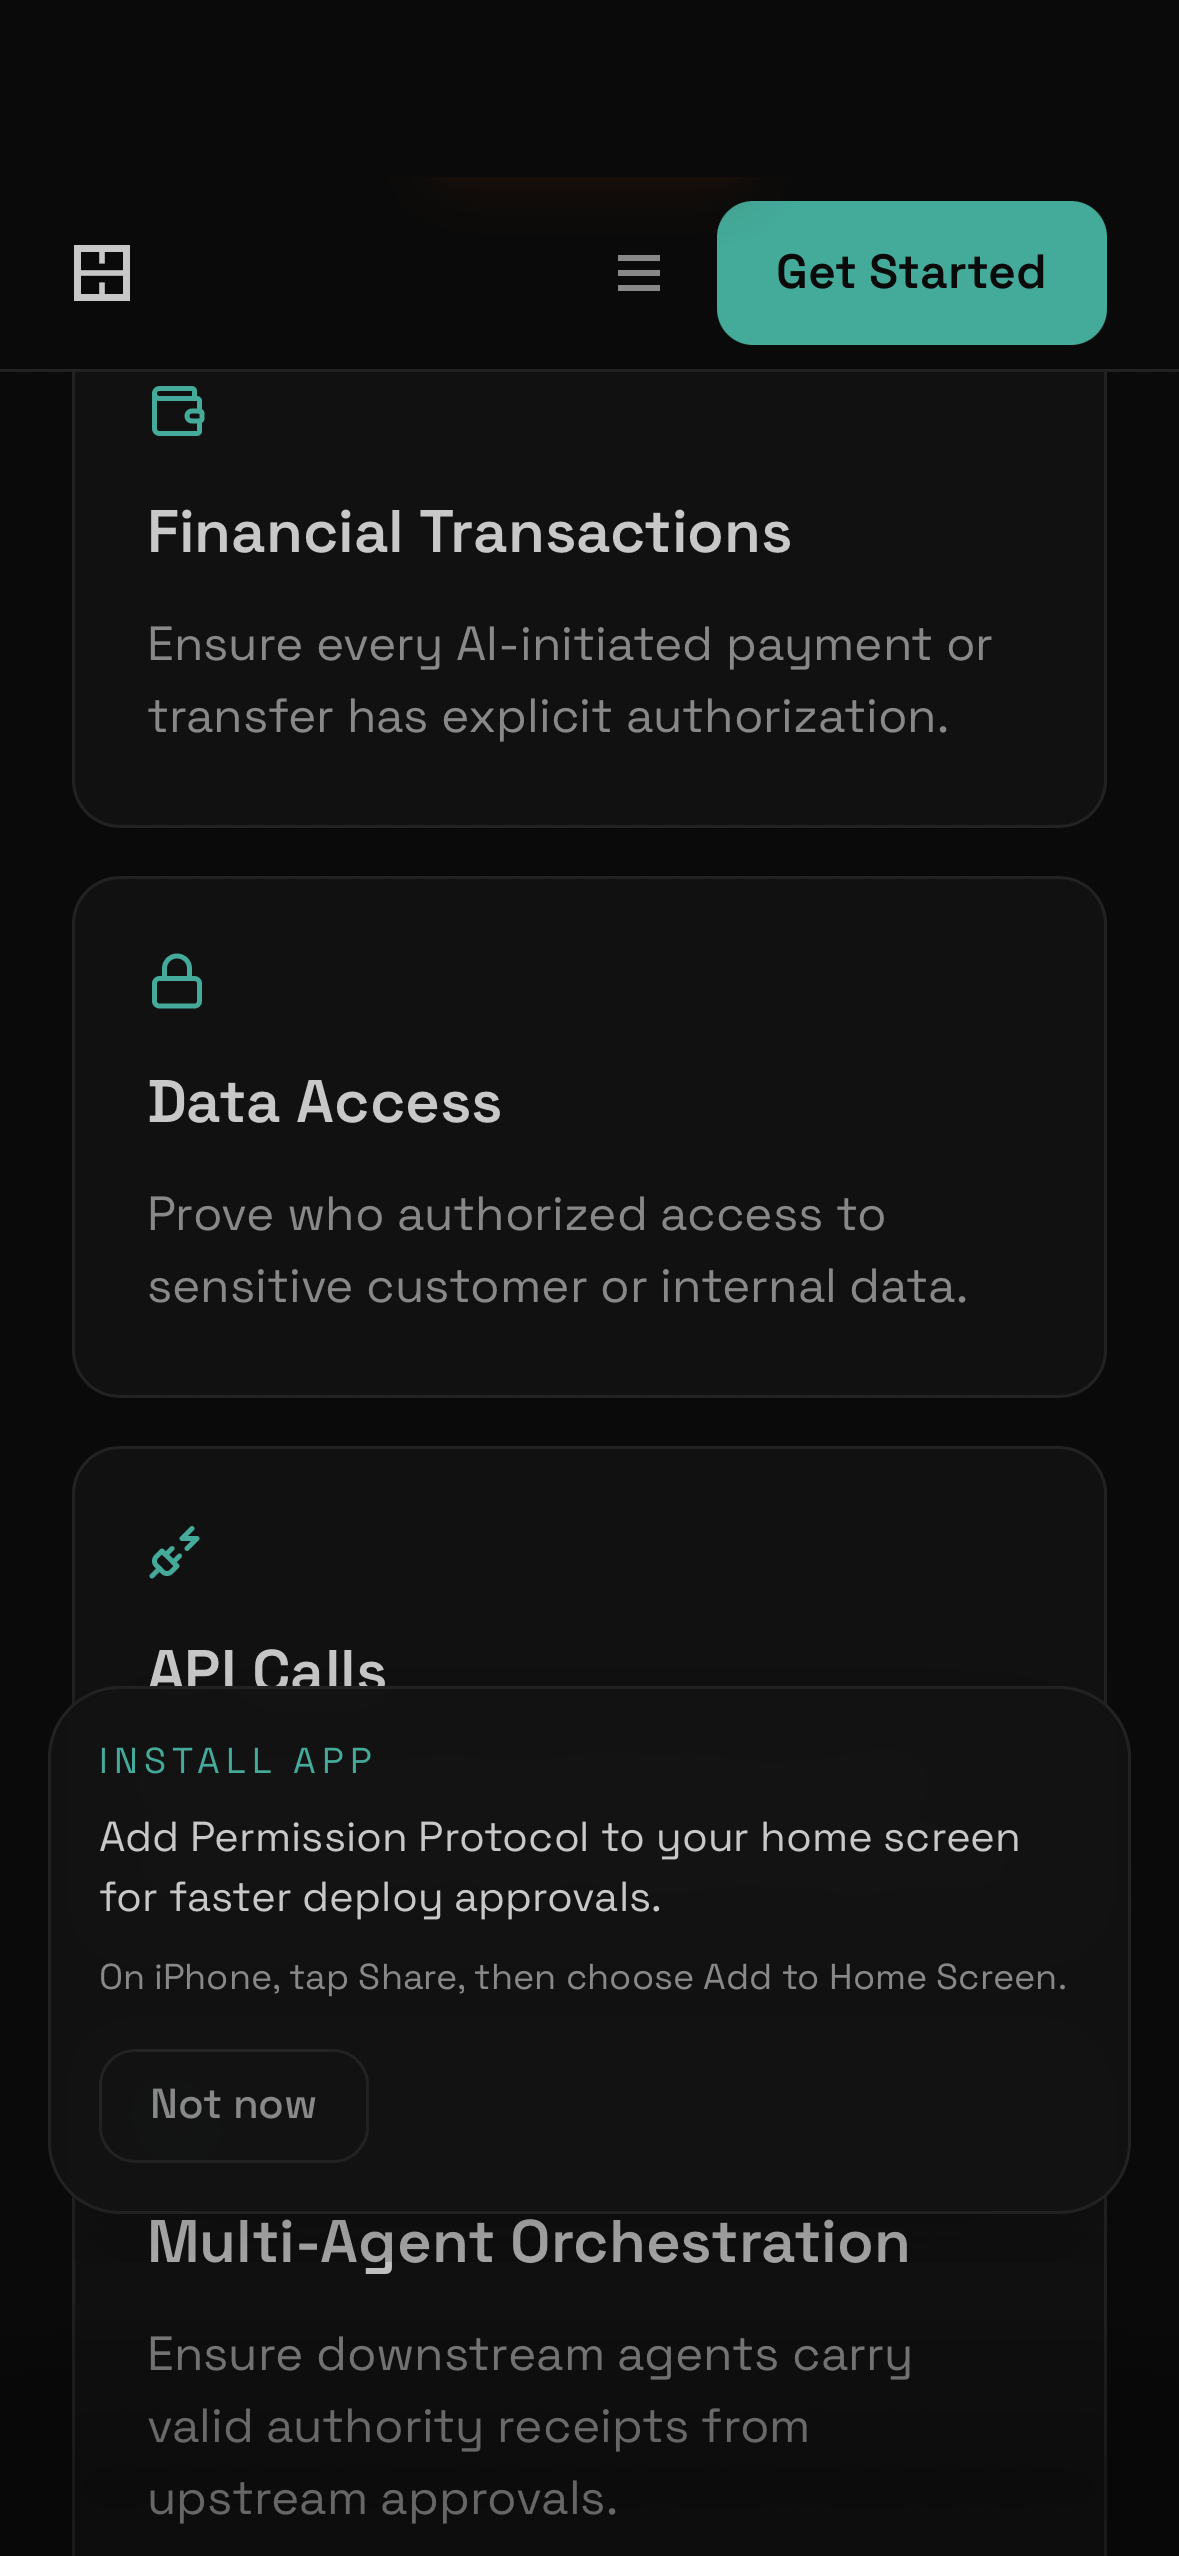 Get Started
Financial Transactions
Ensure every AI-initiated payment or
transfer has explicit authorization.
Data Access
Prove who authorized access to
sensitive customer or internal data.
API Calls
INSTALL APP
Add Permission Protocol to your home screen
for faster deploy approvals.
On iPhone, tap Share, then choose Add to Home Screen.
Not now
Multi-Agent Orchestration
Ensure downstream agents carry
valid authority receipts from
upstream approvals.